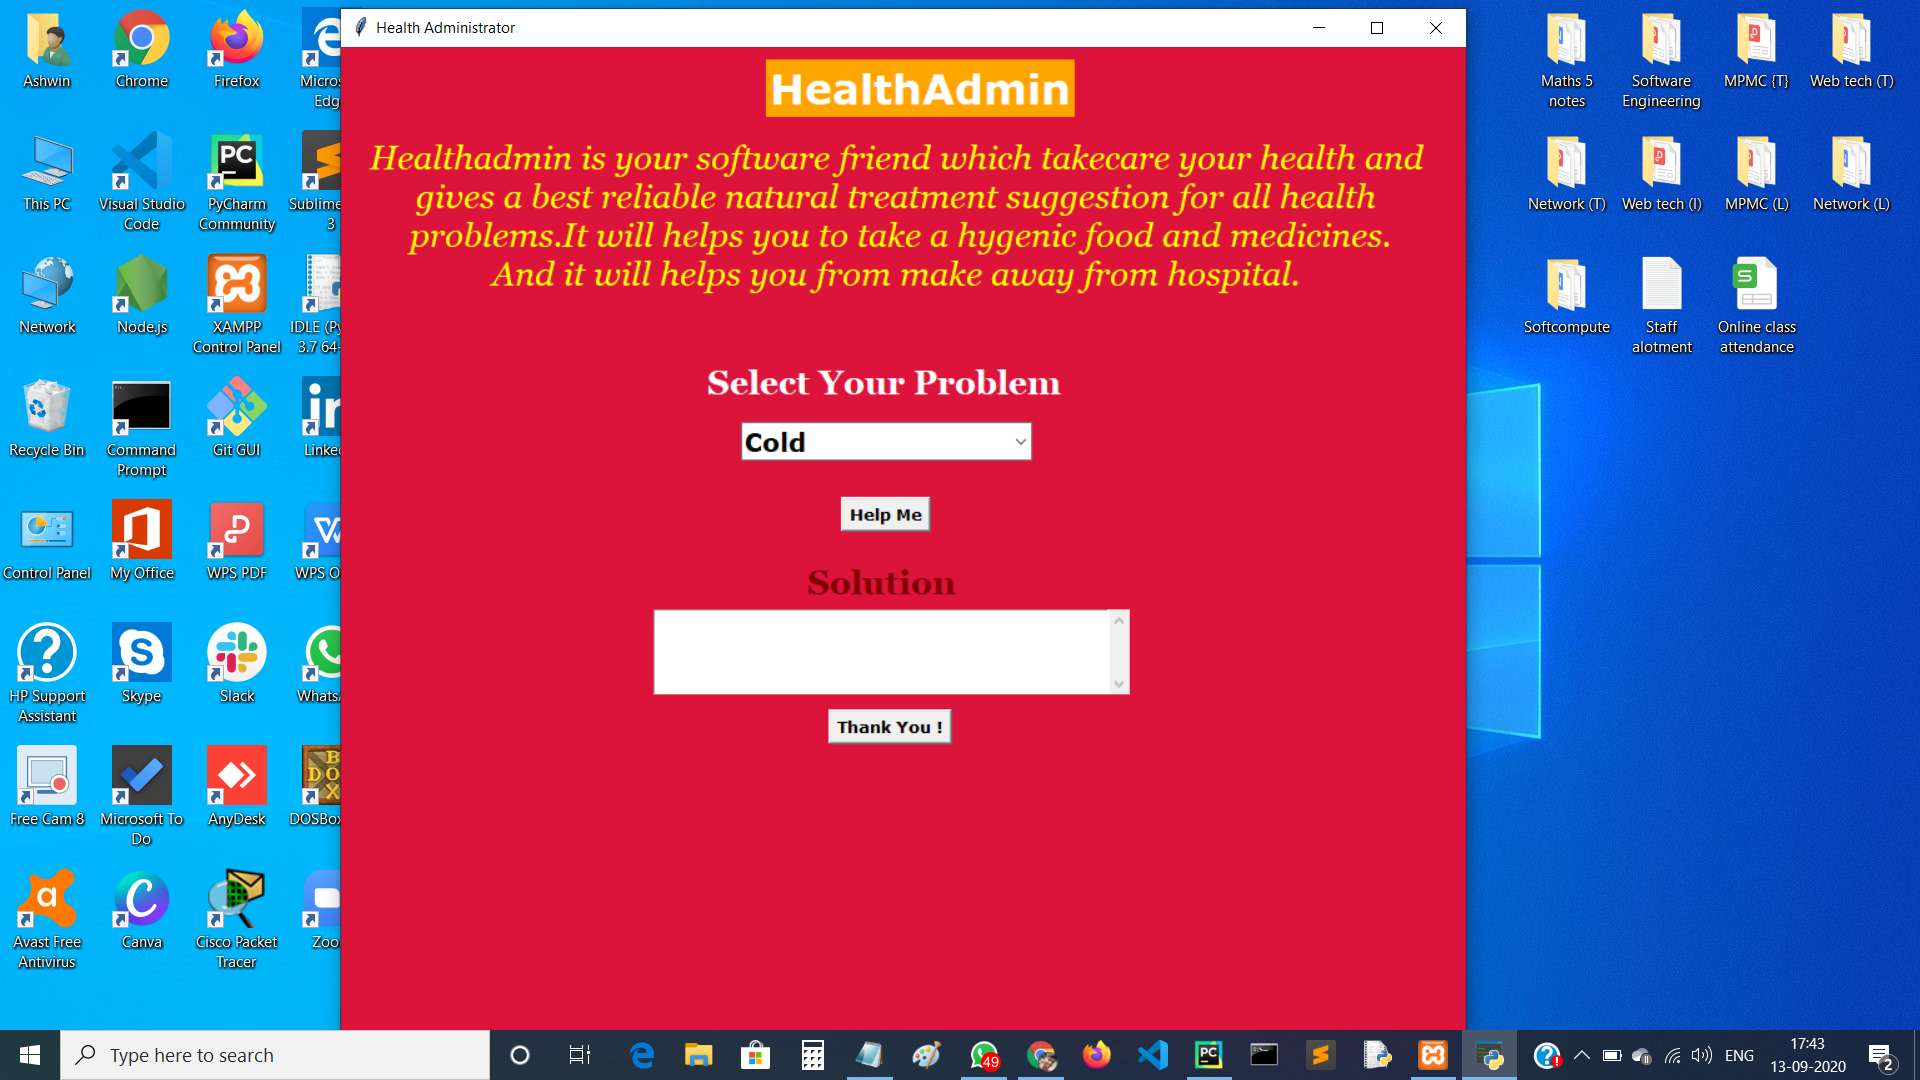 Health Administrator
HealthAdmin
Healthadmin is your software friend which takecare your health and
gives a best reliable natural treatment suggestion for all health
problems.It will helps you to take a hygenic food and medicines.
And it will helps you from make away from hospital.
Select Your Problem
Cold
Help Me
Solution
Thank You !
Ashwin
Chrome
Firefox
Micros
Edg
This PC
Visual Studio
Code
PyCharm
Community
Sublime
3
Network
Node.js
XAMPP
Control Panel
IDLE (Py
3.7 64-
Recycle Bin
Command
Prompt
Git GUI
Linke
Control Panel
My Office
WPS PDF
WPS O
HP Support
Assistant
Skype
Slack
Whats
Free Cam 8
Microsoft To
Do
AnyDesk
DOSBo
Avast Free
Antivirus
Canva
Cisco Packet
Tracer
Zoo
Maths 5
notes
Software
Engineering
MPMC {T}
Web tech (T)
Network (T)
Web tech (l)
MPMC (L)
Network (L)
Softcompute
Staff
alotment
Online class
attendance
Type here to search
49
ENG
17:43
13-09-2020
2